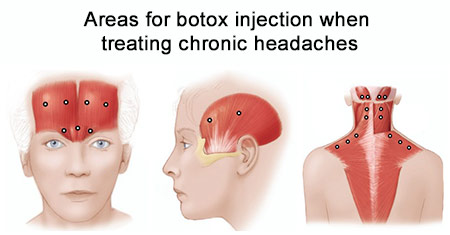 Areas for botox injection when
treating chronic headaches